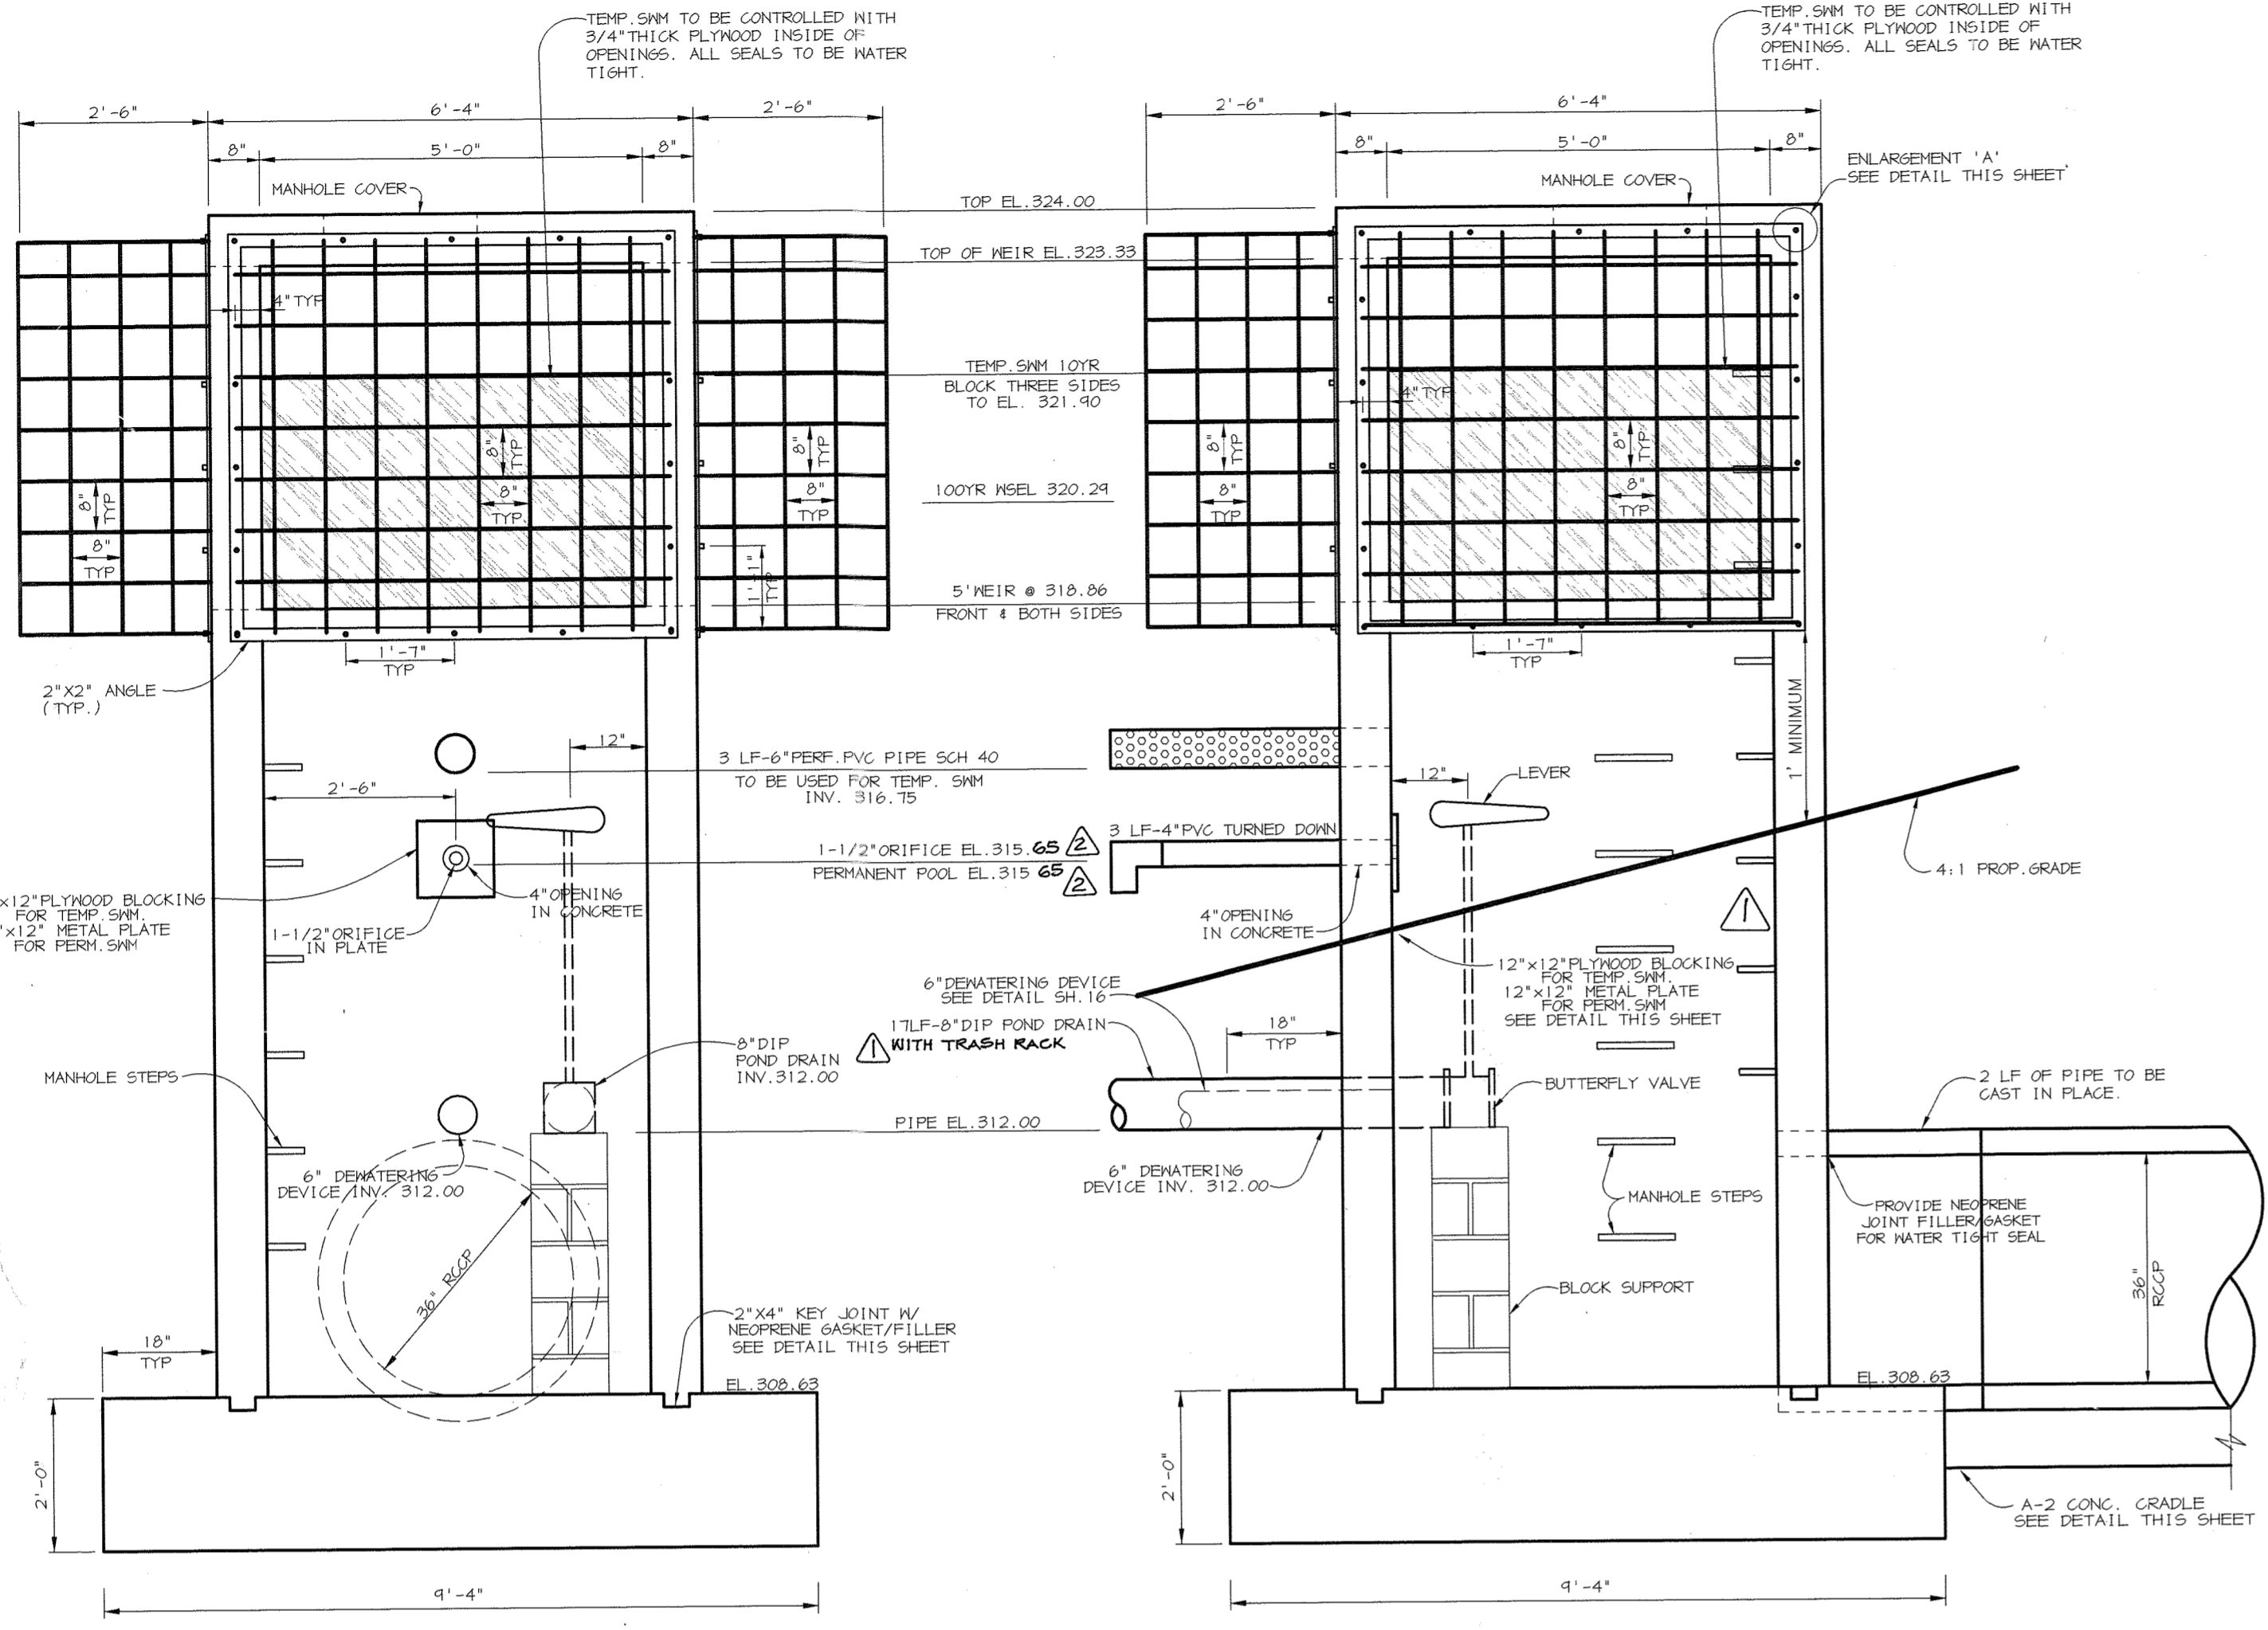 TEMP.SWM TO BE CONTROLLED WITH
3/4"THICK PLYWOOD INSIDE OF
OPENINGS. ALL SEALS TO BE WATER
TIGHT.
2'-6"
6'-4"
2'-6"
8"
5'-0"
8"
MANHOLE COVER
4" TYP
8"
TYP
8"
TYP
8"
TYP
8"
TYP
8"
TYP
8"
TYP
1'-1"
TYP
1'-7"
TYP
2"X2" ANGLE
(TYP.)
12"
2'-6"
x12"PLYWOOD BLOCKING
FOR TEMP.SWM.
"x12" METAL PLATE
FOR PERM.SWM
1-1/2"ORIFICE
IN PLATE
4"OPENING
IN CONCRETE
MANHOLE STEPS
8"DIP
POND DRAIN
INV.312.00
6" DEWATERING
DEVICE INV. 312.00
36" RCCP
2"X4" KEY JOINT W/
NEOPRENE GASKET/FILLER
SEE DETAIL THIS SHEET
18"
TYP
EL.308.63
2'-0"
9'-4"
TOP EL.324.00
TOP OF WEIR EL.323.33
TEMP.SWM 10YR
BLOCK THREE SIDES
TO EL. 321.90
100YR WSEL 320.29
5'WEIR @ 318.86
FRONT & BOTH SIDES
3 LF-6"PERF.PVC PIPE SCH 40
TO BE USED FOR TEMP. SWM
INV. 316.75
1-1/2"ORIFICE EL.315.65 2
PERMANENT POOL EL.315 65 2
3 LF-4"PVC TURNED DOWN
4"OPENING
IN CONCRETE
6"DEWATERING DEVICE
SEE DETAIL SH.16
17LF-8"DIP POND DRAIN
1 WITH TRASH RACK
18"
TYP
PIPE EL.312.00
6" DEWATERING
DEVICE INV. 312.00
TEMP.SWM TO BE CONTROLLED WITH
3/4"THICK PLYWOOD INSIDE OF
OPENINGS. ALL SEALS TO BE WATER
TIGHT.
2'-6"
6'-4"
8"
5'-0"
8"
MANHOLE COVER
ENLARGEMENT 'A'
SEE DETAIL THIS SHEET
4" TYP
8"
TYP
8"
TYP
8"
TYP
8"
TYP
1'-7"
TYP
1' MINIMUM
12"
LEVER
4:1 PROP.GRADE
1
12"x12"PLYWOOD BLOCKING
FOR TEMP.SWM.
12"x12" METAL PLATE
FOR PERM.SWM
SEE DETAIL THIS SHEET
BUTTERFLY VALVE
2 LF OF PIPE TO BE
CAST IN PLACE.
MANHOLE STEPS
PROVIDE NEOPRENE
JOINT FILLER/GASKET
FOR WATER TIGHT SEAL
36"
RCCP
BLOCK SUPPORT
EL.308.63
2'-0"
A-2 CONC. CRADLE
SEE DETAIL THIS SHEET
9'-4"